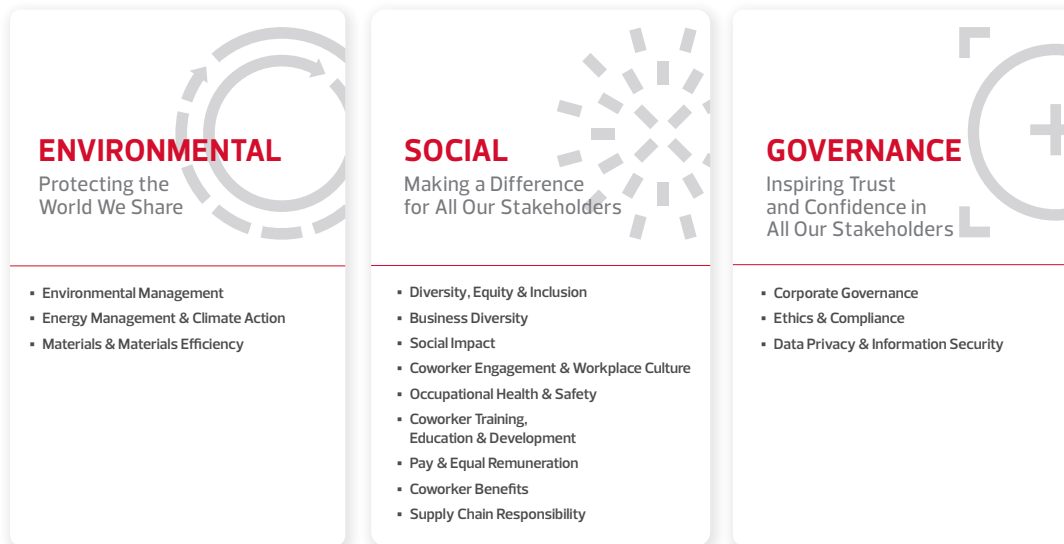 ENVIRONMENTAL
Protecting the
World We Share
▪ Environmental Management
▪ Energy Management & Climate Action
▪ Materials & Materials Efficiency
SOCIAL
Making a Difference
for All Our Stakeholders
▪ Diversity, Equity & Inclusion
▪ Business Diversity
▪ Social Impact
▪ Coworker Engagement & Workplace Culture
▪ Occupational Health & Safety
▪ Coworker Training,
Education & Development
▪ Pay & Equal Remuneration
▪ Coworker Benefits
▪ Supply Chain Responsibility
GOVERNANCE
Inspiring Trust
and Confidence in
All Our Stakeholders
▪ Corporate Governance
▪ Ethics & Compliance
▪ Data Privacy & Information Security